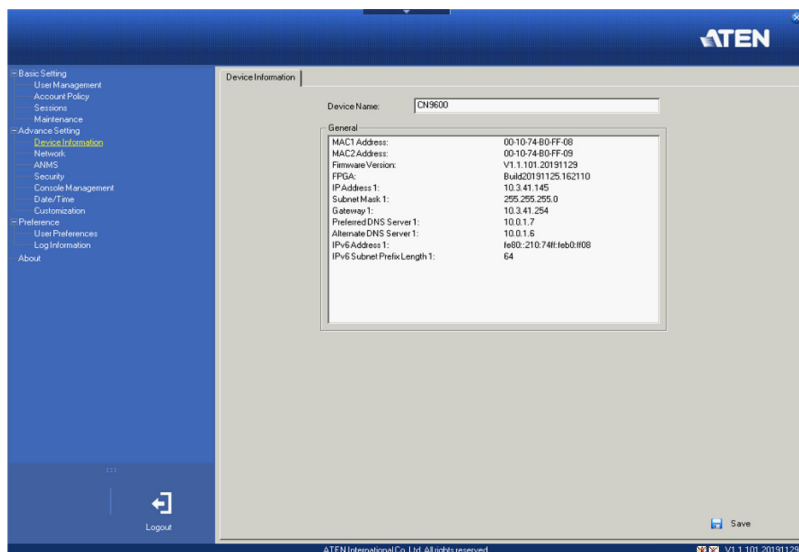 ATEN
Basic Setting
User Management
Account Policy
Sessions
Maintenance
Advance Setting
Device Information
Network
ANMS
Security
Console Management
Date/Time
Customization
Preference
User Preferences
Log Information
About
Logout
Device Information
Device Name: CN9600
General
MAC1 Address: 00-10-74-B0-FF-08
MAC2 Address: 00-10-74-B0-FF-09
Firmware Version: V1.1.101.20191129
FPGA: Build20191125.162110
IP Address 1: 10.3.41.145
Subnet Mask 1: 255.255.255.0
Gateway 1: 10.3.41.254
Preferred DNS Server 1: 10.0.1.7
Alternate DNS Server 1: 10.0.1.6
IPv6 Address 1: fe80::210:74ff:feb0:ff08
IPv6 Subnet Prefix Length 1: 64
Save
ATEN International Co., Ltd. All rights reserved. V1.1.101.20191129